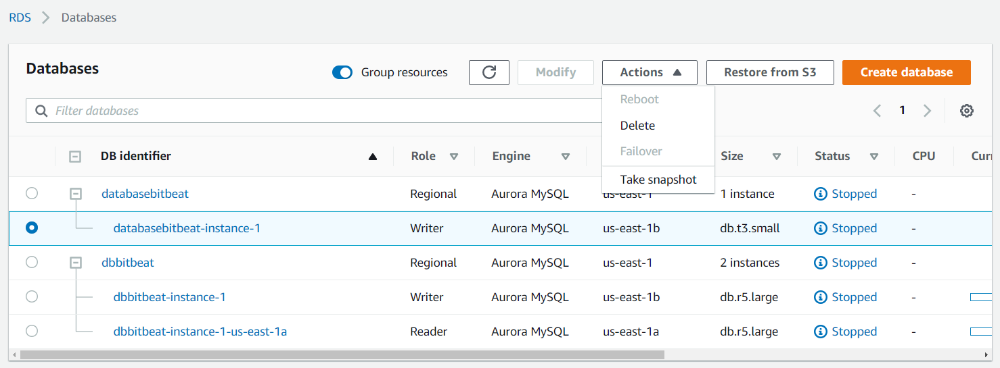 RDS > Databases
Databases
Group resources
Modify
Actions
Restore from S3
Create database
Reboot
Delete
Failover
Take snapshot
Filter databases
1
DB identifier Role Engine Size Status CPU Curr
databasebitbeat Regional Aurora MySQL us-east-1 1 instance Stopped -
databasebitbeat-instance-1 Writer Aurora MySQL us-east-1b db.t3.small Stopped -
dbbitbeat Regional Aurora MySQL us-east-1 2 instances Stopped -
dbbitbeat-instance-1 Writer Aurora MySQL us-east-1b db.r5.large Stopped -
dbbitbeat-instance-1-us-east-1a Reader Aurora MySQL us-east-1a db.r5.large Stopped -